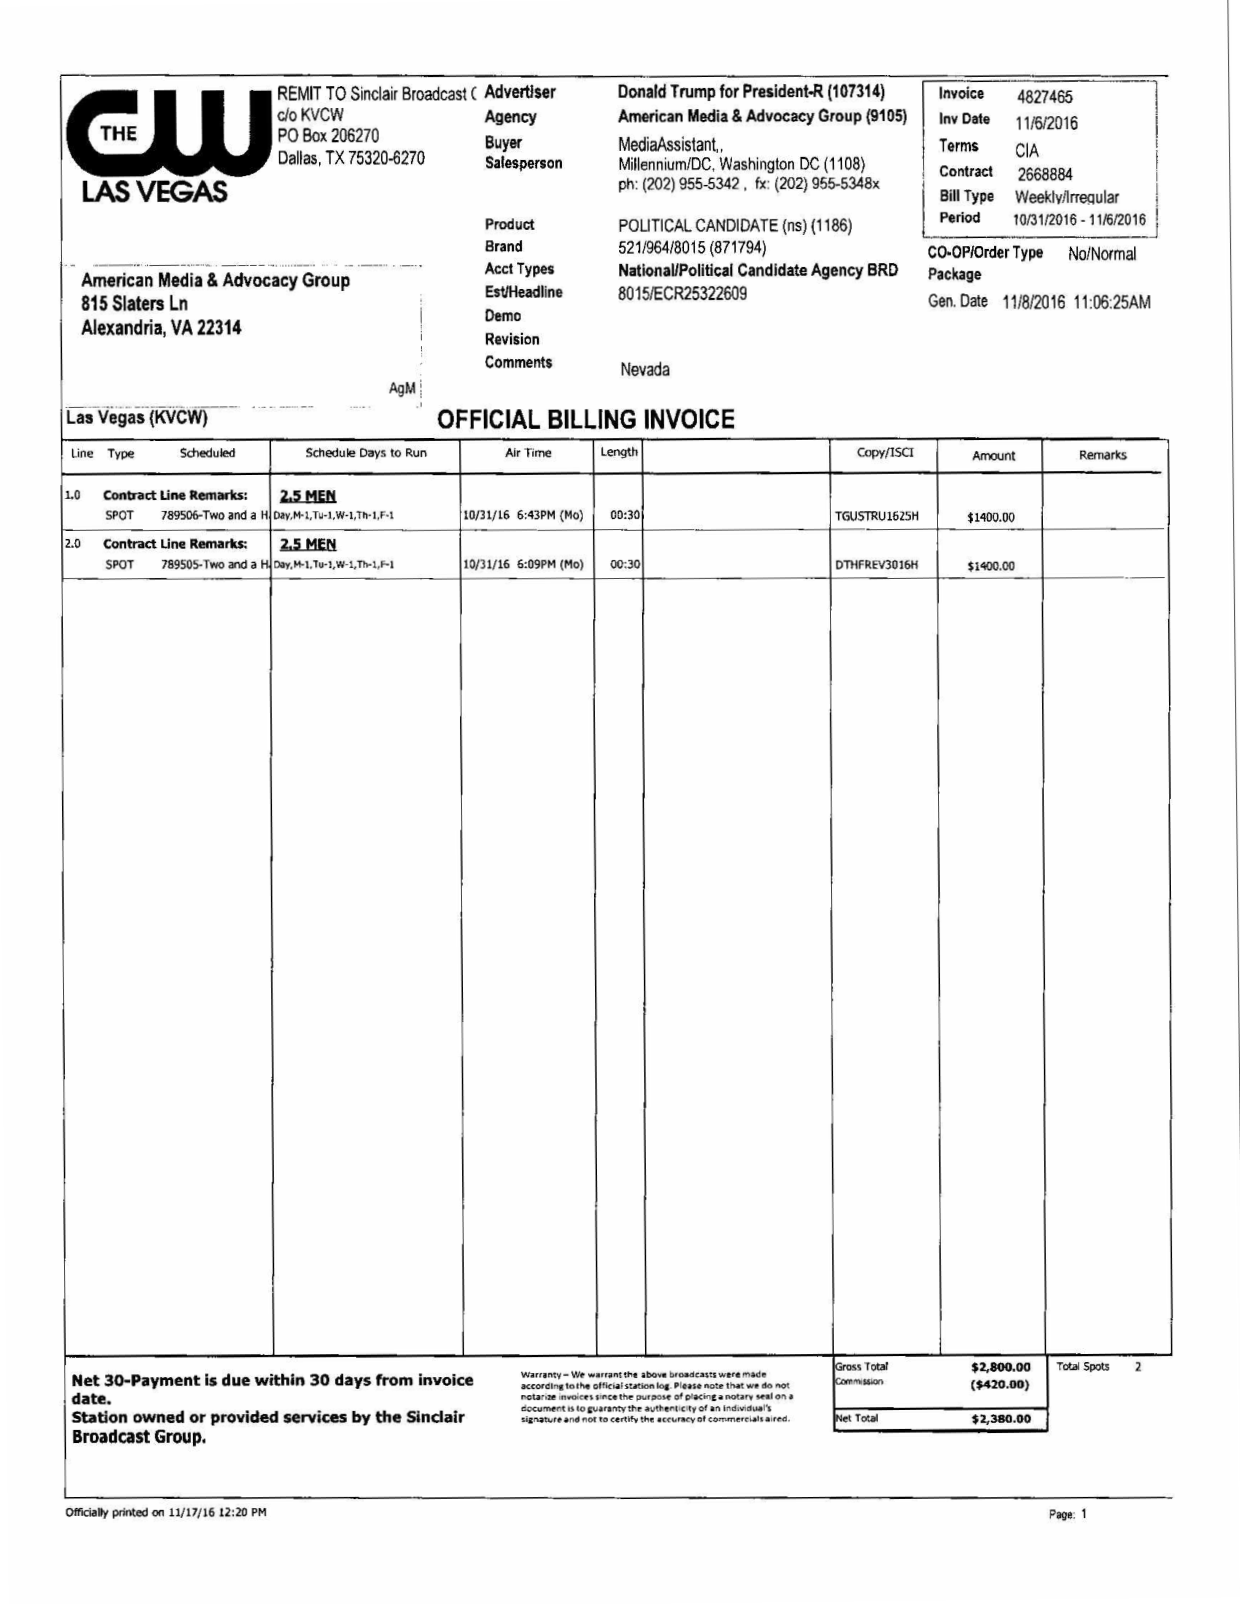 THE CW
LAS VEGAS
REMIT TO Sinclair Broadcast
c/o KVCW
PO Box 206270
Dallas, TX 75320-6270
American Media & Advocacy Group
815 Slaters Ln
Alexandria, VA 22314
AgM
Advertiser Donald Trump for President-R (107314)
Agency American Media & Advocacy Group (9105)
Buyer MediaAssistant,,
Salesperson Millennium/DC, Washington DC (1108)
ph: (202) 955-5342 , fx: (202) 955-5348x
Product POLITICAL CANDIDATE (ns) (1186)
Brand 521/964/8015 (871794)
Acct Types National/Political Candidate Agency BRD
Est/Headline 8015/ECR25322609
Demo
Revision
Comments Nevada
Invoice 4827465
Inv Date 11/6/2016
Terms CIA
Contract 2668884
Bill Type Weekly/Irregular
Period 10/31/2016 - 11/6/2016
CO-OP/Order Type No/Normal
Package
Gen. Date 11/8/2016 11:06:25AM
Las Vegas (KVCW) OFFICIAL BILLING INVOICE
Line Type Scheduled Schedule Days to Run Air Time Length Copy/ISCI Amount Remarks
1.0 Contract Line Remarks: 2.5 MEN
SPOT 789506-Two and a H Day,M-1,Tu-1,W-1,Th-1,F-1 10/31/16 6:43PM (Mo) 00:30 TGUSTRU1625H $1400.00
2.0 Contract Line Remarks: 2.5 MEN
SPOT 789505-Two and a H Day,M-1,Tu-1,W-1,Th-1,F-1 10/31/16 6:09PM (Mo) 00:30 DTHFREV3016H $1400.00
Net 30-Payment is due within 30 days from invoice
date.
Station owned or provided services by the Sinclair
Broadcast Group.
Warranty – We warrant the above broadcasts were made
according to the official station log. Please note that we do not
notarize invoices since the purpose of placing a notary seal on a
document is to guaranty the authenticity of an individual's
signature and not to certify the accuracy of commercials aired.
Gross Total $2,800.00 Total Spots 2
Commission ($420.00)
Net Total $2,380.00
Officially printed on 11/17/16 12:20 PM Page: 1